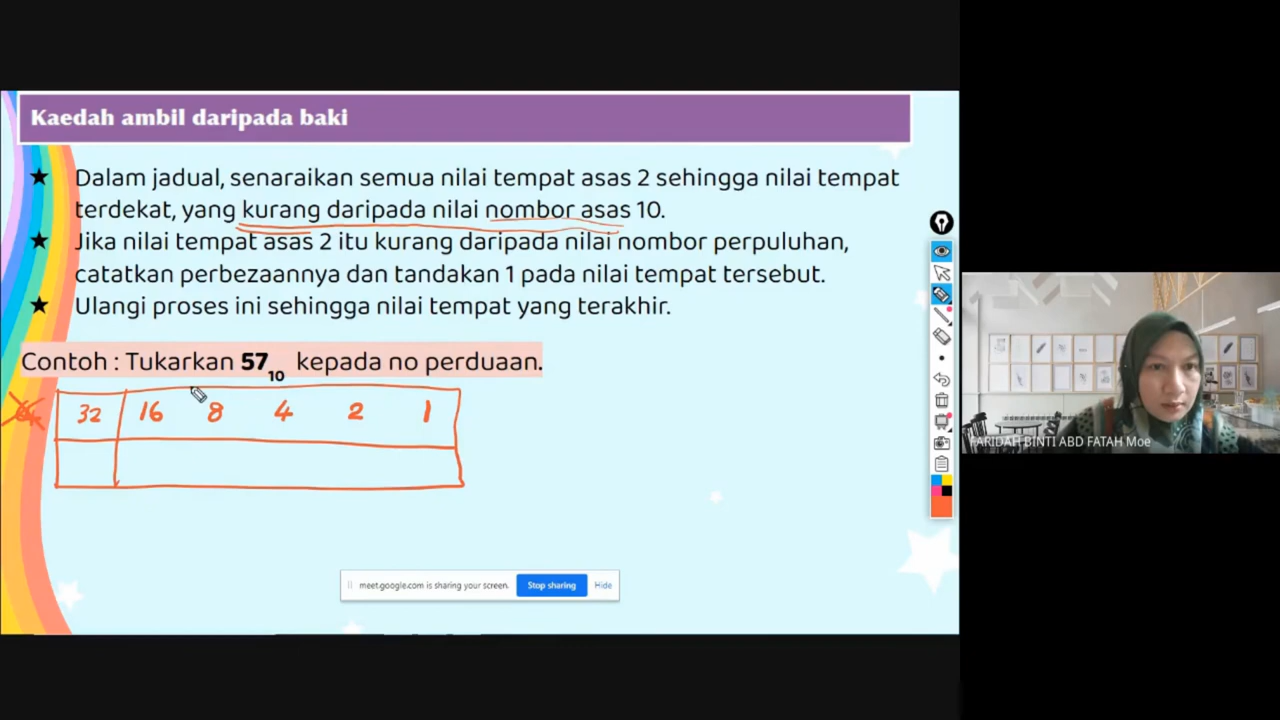 Kaedah ambil daripada baki
Dalam jadual, senaraikan semua nilai tempat asas 2 sehingga nilai tempat
terdekat, yang kurang daripada nilai nombor asas 10.
Jika nilai tempat asas 2 itu kurang daripada nilai nombor perpuluhan,
catatkan perbezaannya dan tandakan 1 pada nilai tempat tersebut.
Ulangi proses ini sehingga nilai tempat yang terakhir.
Contoh : Tukarkan 57₁₀ kepada no perduaan.
32 16 8 4 2 1
FARIDAH BINTI ABD FATAH Moe
meet.google.com is sharing your screen. Stop sharing Hide